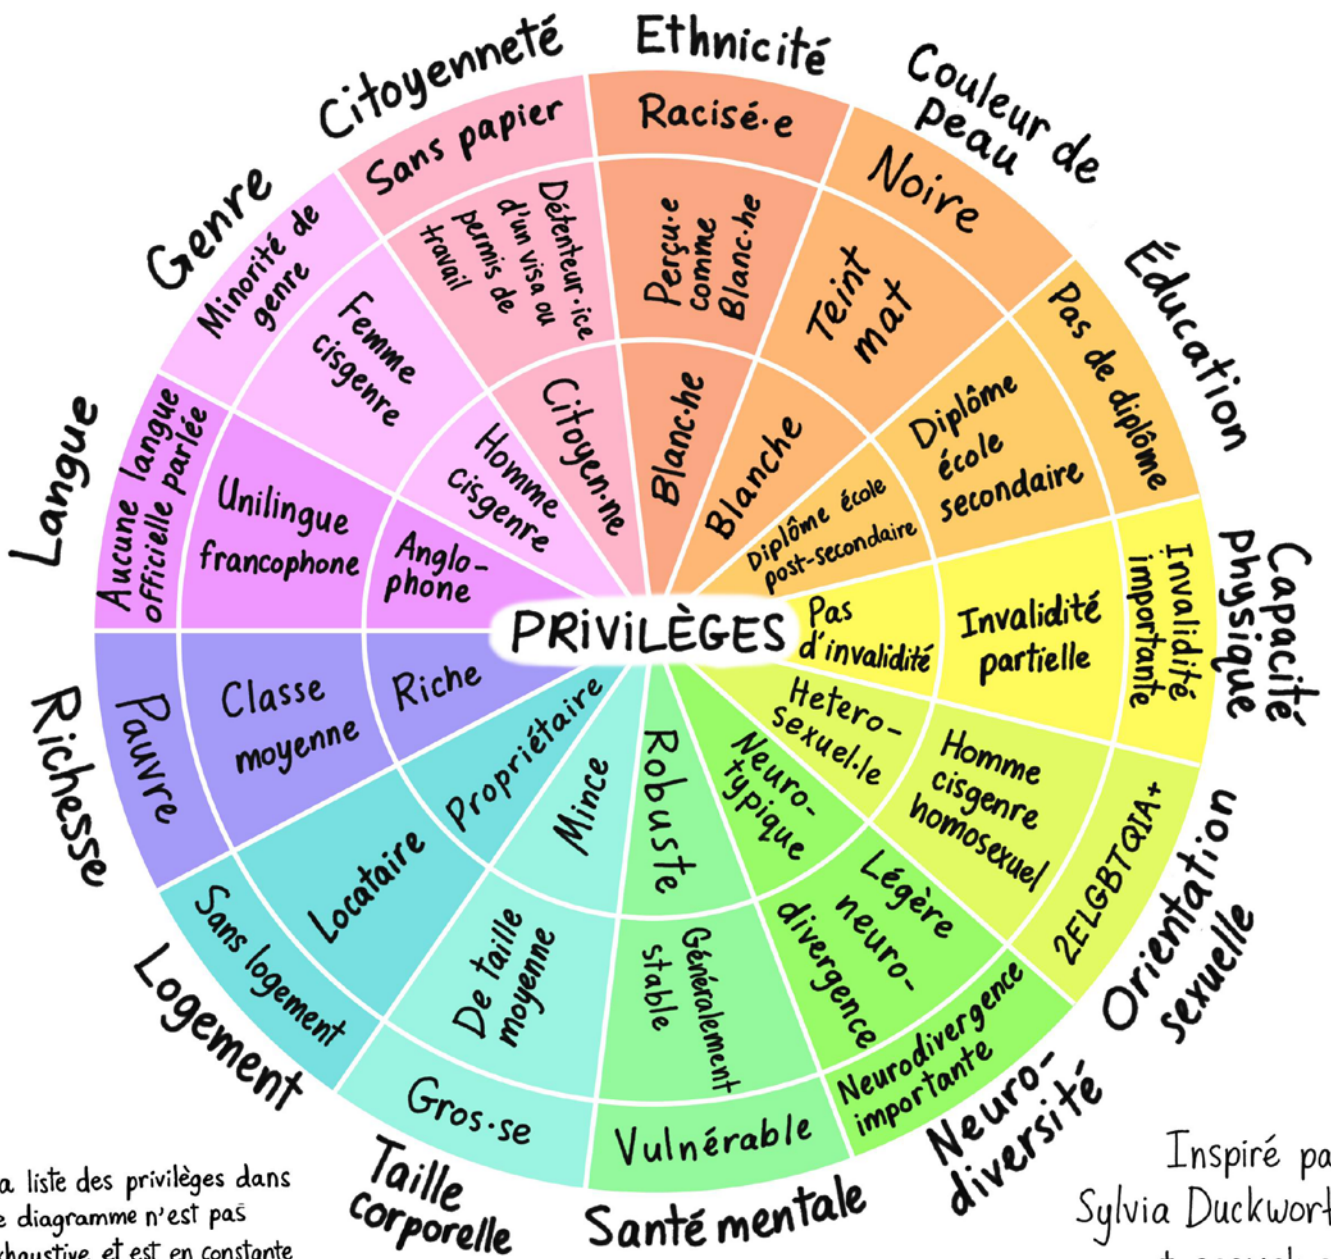 Ethnicité
Racisé·e
Perçu·e
comme
Blanc·he
Blanc·he
Couleur de
peau
Noire
Teint
mat
Blanche
Éducation
Pas de diplôme
Diplôme
école
secondaire
Diplôme école
post-secondaire
Capacité
physique
Invalidité
importante
Invalidité
partielle
Pas
d'invalidité
Orientation
sexuelle
2ELGBTQIA+
Homme
cisgenre
homosexuel
Hetero-
sexuel·le
Neuro-
diversité
Neurodivergence
importante
Légère
neuro-
divergence
Neuro-
typique
Santé mentale
Vulnérable
Généralement
stable
Robuste
Taille
corporelle
Gros·se
De taille
moyenne
Mince
Logement
Sans logement
Locataire
Propriétaire
Richesse
Pauvre
Classe
moyenne
Riche
Langue
Aucune langue
officielle parlée
Unilingue
francophone
Anglo-
phone
Genre
Minorité de
genre
Femme
cisgenre
Homme
cisgenre
Citoyenneté
Sans papier
Détenteur·ice
d'un visa ou
permis de
travail
Citoyen·ne
PRIVILÈGES
a liste des privilèges dans
diagramme n'est pas
et est en constante
Inspiré
Sylvia